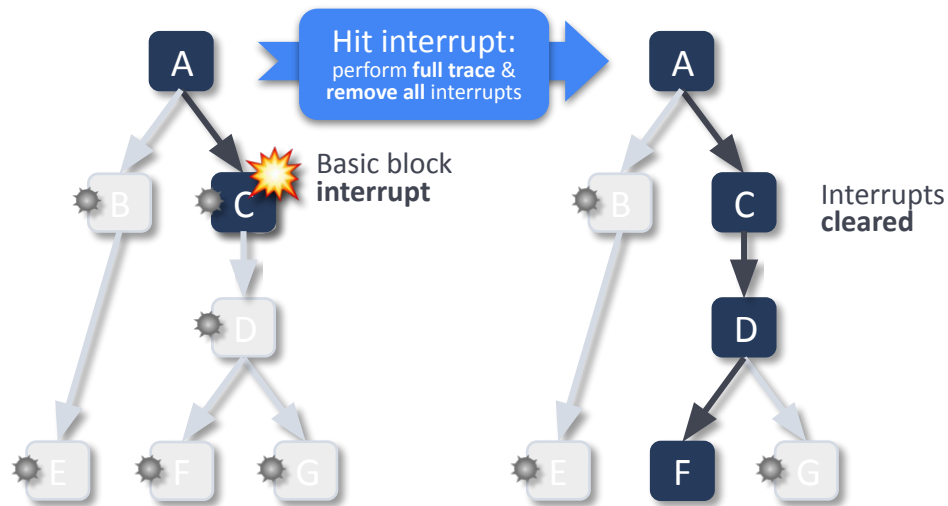 A
Hit interrupt:
perform full trace &
remove all interrupts
A
B
C
Basic block
interrupt
B
C
Interrupts
cleared
D
D
E
F
G
E
F
G